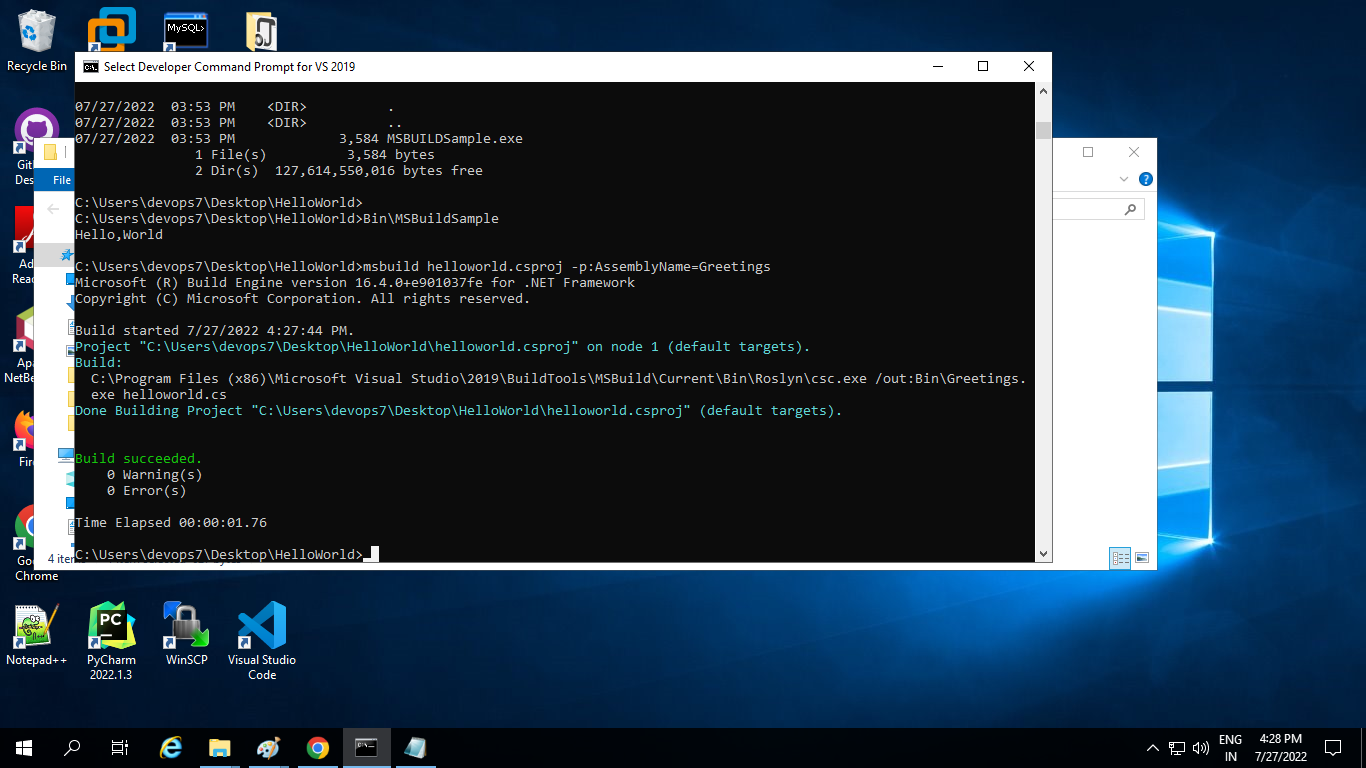 MySQL>
Recycle Bin
Select Developer Command Prompt for VS 2019
07/27/2022  03:53 PM    <DIR>          .
07/27/2022  03:53 PM    <DIR>          ..
07/27/2022  03:53 PM             3,584 MSBUILDSample.exe
1 File(s)          3,584 bytes
2 Dir(s)  127,614,550,016 bytes free
C:\Users\devops7\Desktop\HelloWorld>
C:\Users\devops7\Desktop\HelloWorld>Bin\MSBuildSample
Hello,World
C:\Users\devops7\Desktop\HelloWorld>msbuild helloworld.csproj -p:AssemblyName=Greetings
Microsoft (R) Build Engine version 16.4.0+e901037fe for .NET Framework
Copyright (C) Microsoft Corporation. All rights reserved.
Build started 7/27/2022 4:27:44 PM.
Project "C:\Users\devops7\Desktop\HelloWorld\helloworld.csproj" on node 1 (default targets).
Build:
C:\Program Files (x86)\Microsoft Visual Studio\2019\BuildTools\MSBuild\Current\Bin\Roslyn\csc.exe /out:Bin\Greetings.
exe helloworld.cs
Done Building Project "C:\Users\devops7\Desktop\HelloWorld\helloworld.csproj" (default targets).
Build succeeded.
0 Warning(s)
0 Error(s)
Time Elapsed 00:00:01.76
C:\Users\devops7\Desktop\HelloWorld>_
File
Git
Des
Ad
Read
Apa
NetBe
Fire
Goo
Chrome
4 item
Notepad++
PC
PyCharm
2022.1.3
WinSCP
Visual Studio
Code
ENG
IN
4:28 PM
7/27/2022